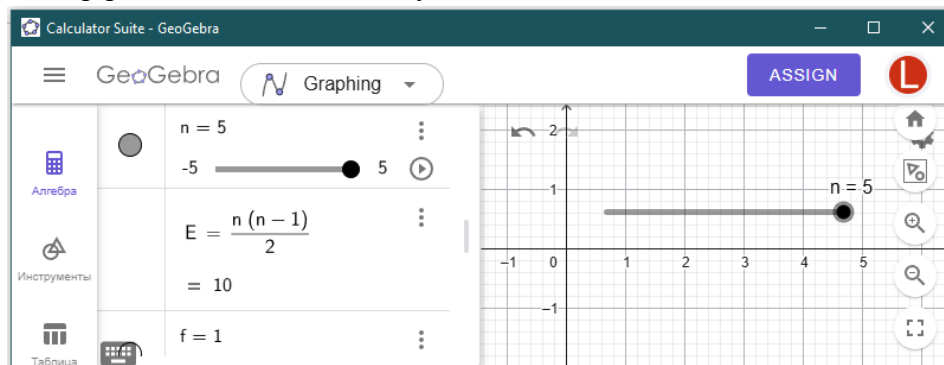 Calculator Suite - GeoGebra
GeoGebra
Graphing
ASSIGN
L
Алгебра
Инструменты
Таблица
n = 5
-5 5
E = n (n − 1) / 2
= 10
f = 1
2
1
n = 5
−1 0 1 2 3 4 5
−1